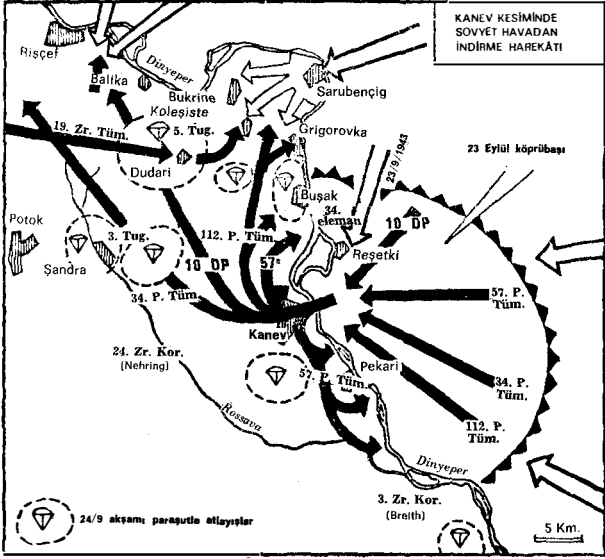 KANEV KESİMİNDE
SOVYET HAVADAN
İNDİRME HAREKÂTI
Rişçef
Dinyeper
Balika
Bukrine
Koleşiste
Sarubençig
19. Zr. Tüm.
5. Tug.
Grigorovka
23/9/1943
23 Eylül köprübaşı
Dudari
Buşak
34.
eleman
10 DP
Potok
3. Tug.
112. P. Tüm.
Şandra
10 DP
57e
Reşetki
34. P. Tüm.
57. P.
Tüm.
Kanev
24. Zr. Kor.
(Nehring)
57. P. Tüm.
Pekari
34. P.
Tüm.
112. P.
Tüm.
Rossava
Dinyeper
3. Zr. Kor.
(Breith)
24/9 akşamı paraşutle atlayışlar
5 Km.